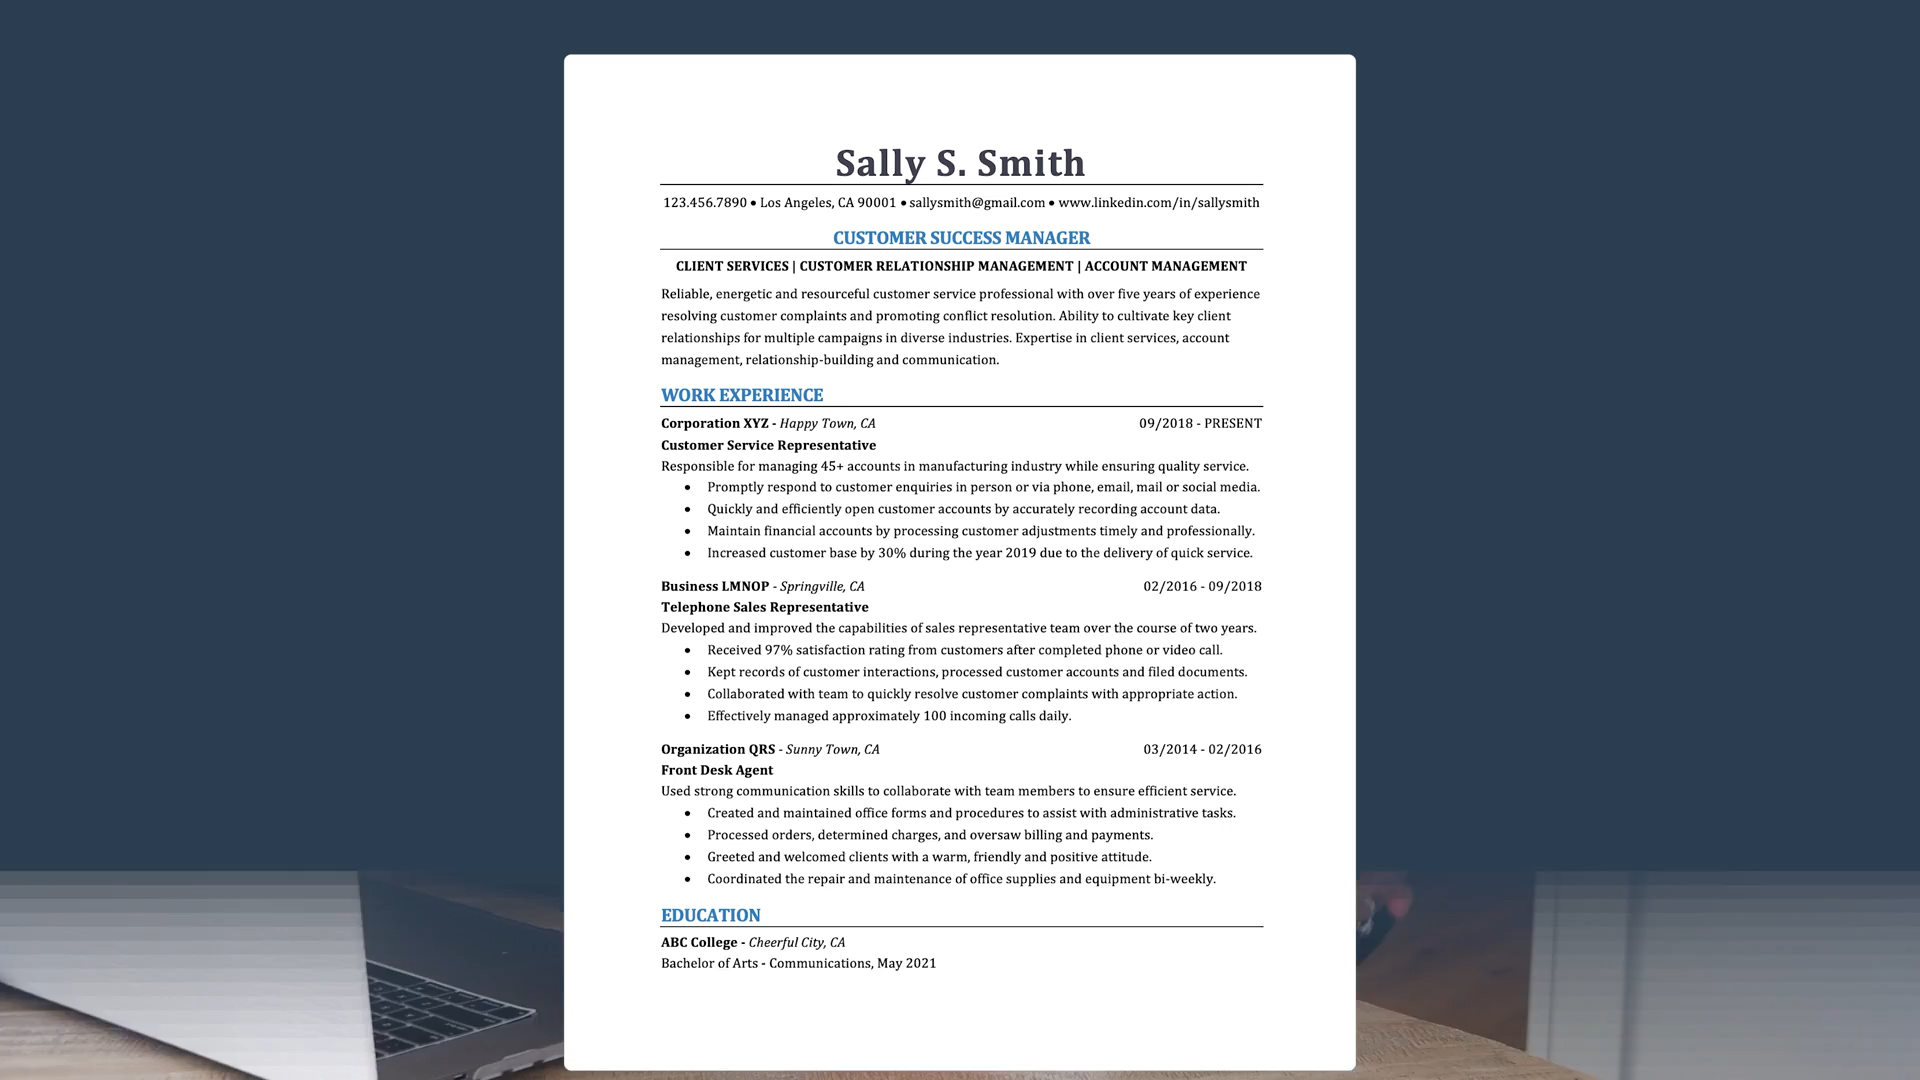 Sally S. Smith
123.456.7890 • Los Angeles, CA 90001 • sallysmith@gmail.com • www.linkedin.com/in/sallysmith
CUSTOMER SUCCESS MANAGER
CLIENT SERVICES | CUSTOMER RELATIONSHIP MANAGEMENT | ACCOUNT MANAGEMENT
Reliable, energetic and resourceful customer service professional with over five years of experience
resolving customer complaints and promoting conflict resolution. Ability to cultivate key client
relationships for multiple campaigns in diverse industries. Expertise in client services, account
management, relationship-building and communication.
WORK EXPERIENCE
Corporation XYZ - Happy Town, CA 09/2018 - PRESENT
Customer Service Representative
Responsible for managing 45+ accounts in manufacturing industry while ensuring quality service.
• Promptly respond to customer enquiries in person or via phone, email, mail or social media.
• Quickly and efficiently open customer accounts by accurately recording account data.
• Maintain financial accounts by processing customer adjustments timely and professionally.
• Increased customer base by 30% during the year 2019 due to the delivery of quick service.
Business LMNOP - Springville, CA 02/2016 - 09/2018
Telephone Sales Representative
Developed and improved the capabilities of sales representative team over the course of two years.
• Received 97% satisfaction rating from customers after completed phone or video call.
• Kept records of customer interactions, processed customer accounts and filed documents.
• Collaborated with team to quickly resolve customer complaints with appropriate action.
• Effectively managed approximately 100 incoming calls daily.
Organization QRS - Sunny Town, CA 03/2014 - 02/2016
Front Desk Agent
Used strong communication skills to collaborate with team members to ensure efficient service.
• Created and maintained office forms and procedures to assist with administrative tasks.
• Processed orders, determined charges, and oversaw billing and payments.
• Greeted and welcomed clients with a warm, friendly and positive attitude.
• Coordinated the repair and maintenance of office supplies and equipment bi-weekly.
EDUCATION
ABC College - Cheerful City, CA
Bachelor of Arts - Communications, May 2021